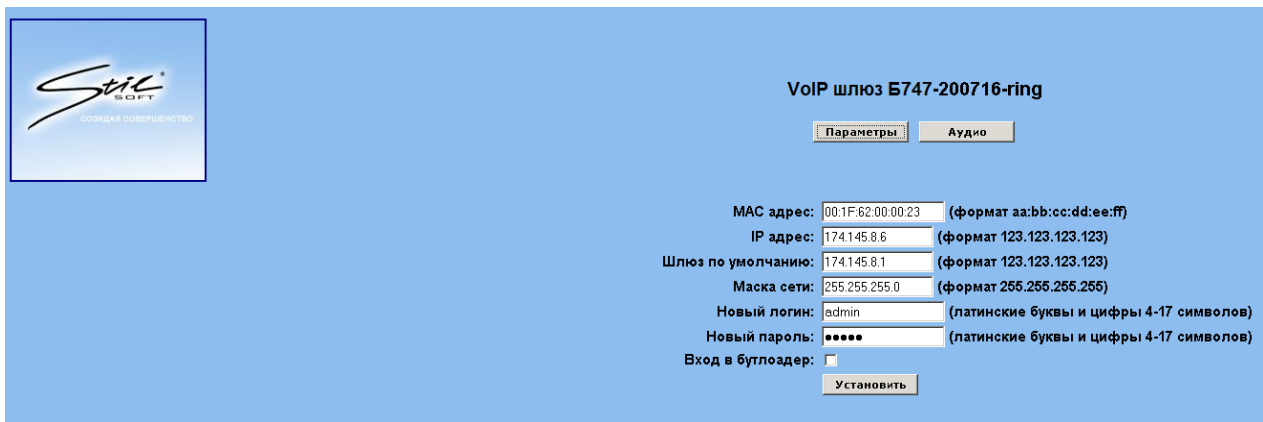 Stil
SOFT
СОЗИДАЯ СОВЕРШЕНСТВО
VoIP шлюз Б747-200716-ring
Параметры Аудио
MAC адрес: 00:1F:62:00:00:23 (формат aa:bb:cc:dd:ee:ff)
IP адрес: 174.145.8.6 (формат 123.123.123.123)
Шлюз по умолчанию: 174.145.8.1 (формат 123.123.123.123)
Маска сети: 255.255.255.0 (формат 255.255.255.255)
Новый логин: admin (латинские буквы и цифры 4-17 символов)
Новый пароль: ●●●●● (латинские буквы и цифры 4-17 символов)
Вход в бутлоадер:
Установить